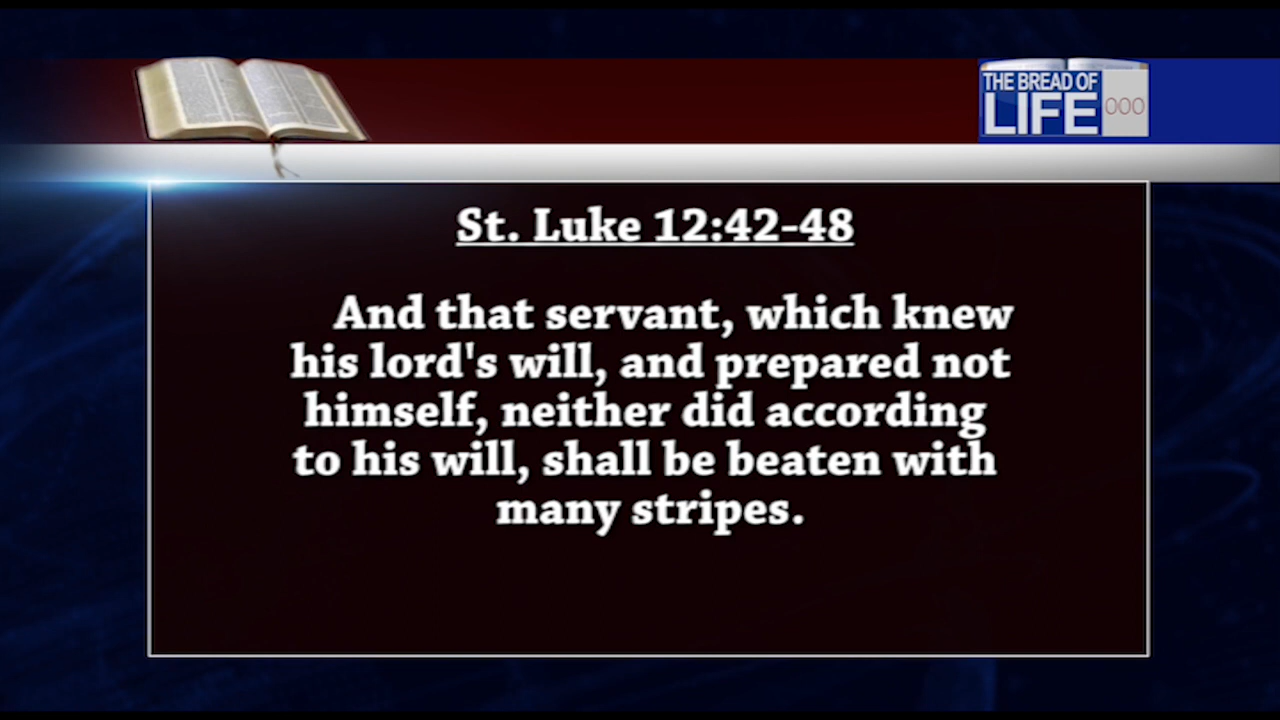 THE BREAD OF
LIFE
000
St. Luke 12:42-48
And that servant, which knew
his lord's will, and prepared not
himself, neither did according
to his will, shall be beaten with
many stripes.